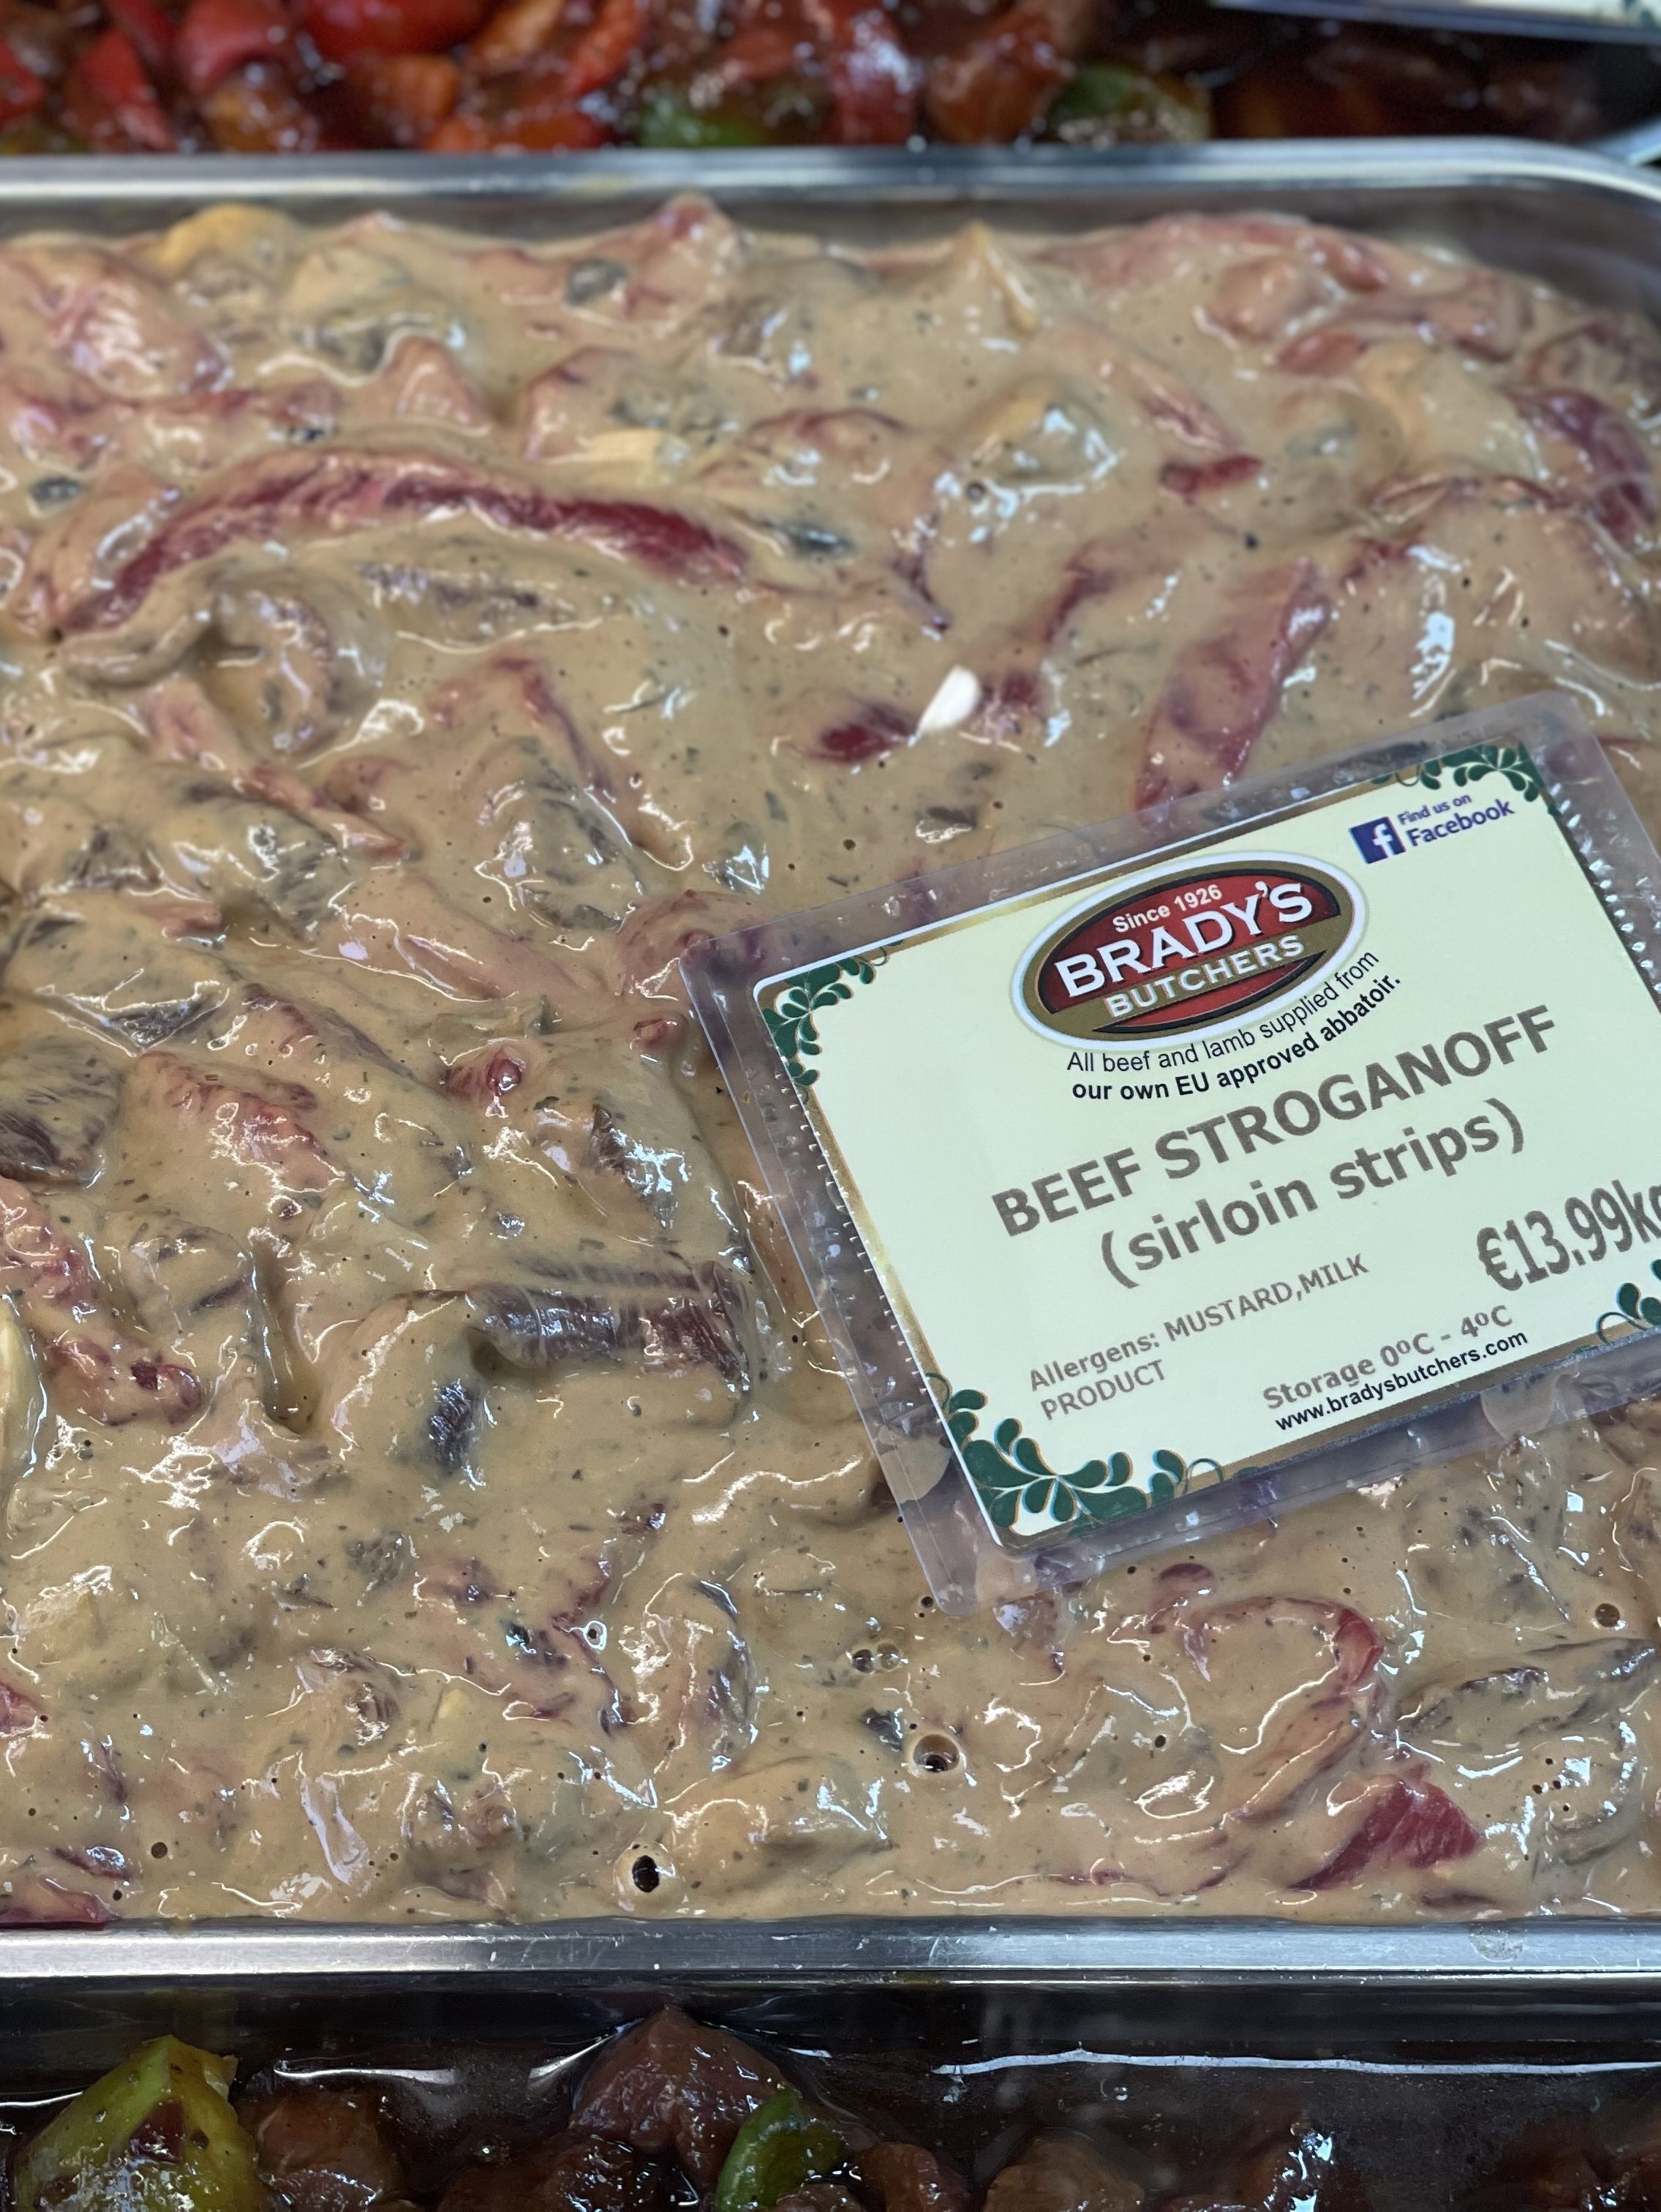 Find us on
Facebook
Since 1926
BRADY'S
BUTCHERS
All beef and lamb supplied from
our own EU approved abbatoir.
BEEF STROGANOFF
(sirloin strips)
€13.99kg
Allergens: MUSTARD,MILK
PRODUCT
Storage 0ºC - 4ºC
www.bradysbutchers.com